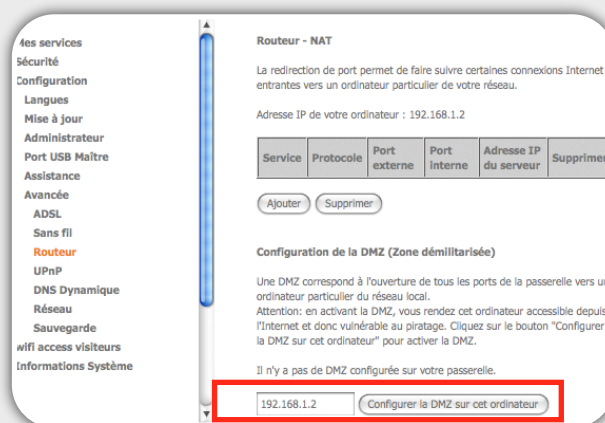 Mes services
Sécurité
Configuration
Langues
Mise à jour
Administrateur
Port USB Maître
Assistance
Avancée
ADSL
Sans fil
Routeur
UPnP
DNS Dynamique
Réseau
Sauvegarde
wifi access visiteurs
Informations Système
Routeur - NAT
La redirection de port permet de faire suivre certaines connexions Internet
entrantes vers un ordinateur particulier de votre réseau.
Adresse IP de votre ordinateur : 192.168.1.2
Service Protocole Port externe Port interne Adresse IP du serveur Supprimer
Ajouter Supprimer
Configuration de la DMZ (Zone démilitarisée)
Une DMZ correspond à l'ouverture de tous les ports de la passerelle vers un
ordinateur particulier du réseau local.
Attention: en activant la DMZ, vous rendez cet ordinateur accessible depuis
l'Internet et donc vulnérable au piratage. Cliquez sur le bouton "Configurer
la DMZ sur cet ordinateur" pour activer la DMZ.
Il n'y a pas de DMZ configurée sur votre passerelle.
192.168.1.2 Configurer la DMZ sur cet ordinateur